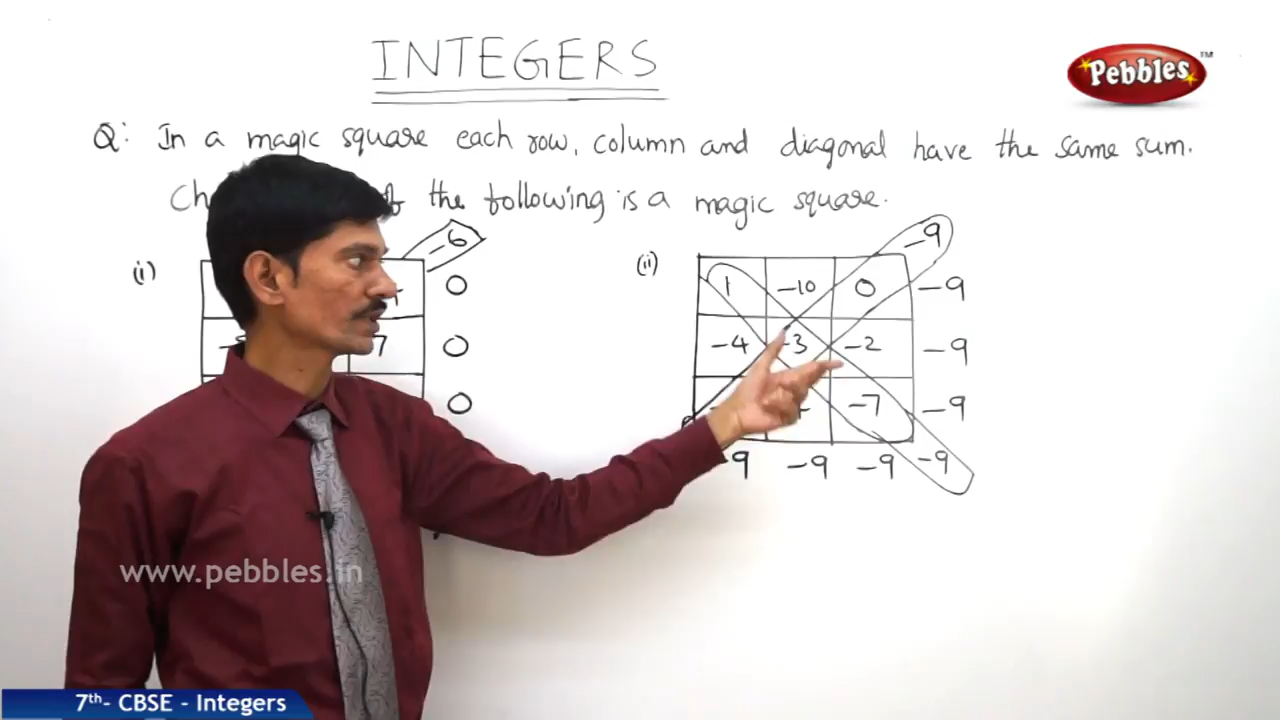 INTEGERS
Pebbles™
Q: In a magic square each row, column and diagonal have the same sum.
the following is a magic square.
(i)
-6
0
7 0
0
(ii)
-9
1 -10 0 -9
-4 -3 -2 -9
-7 -9
-9 -9 -9 -9
www.pebbles.in
7th- CBSE - Integers